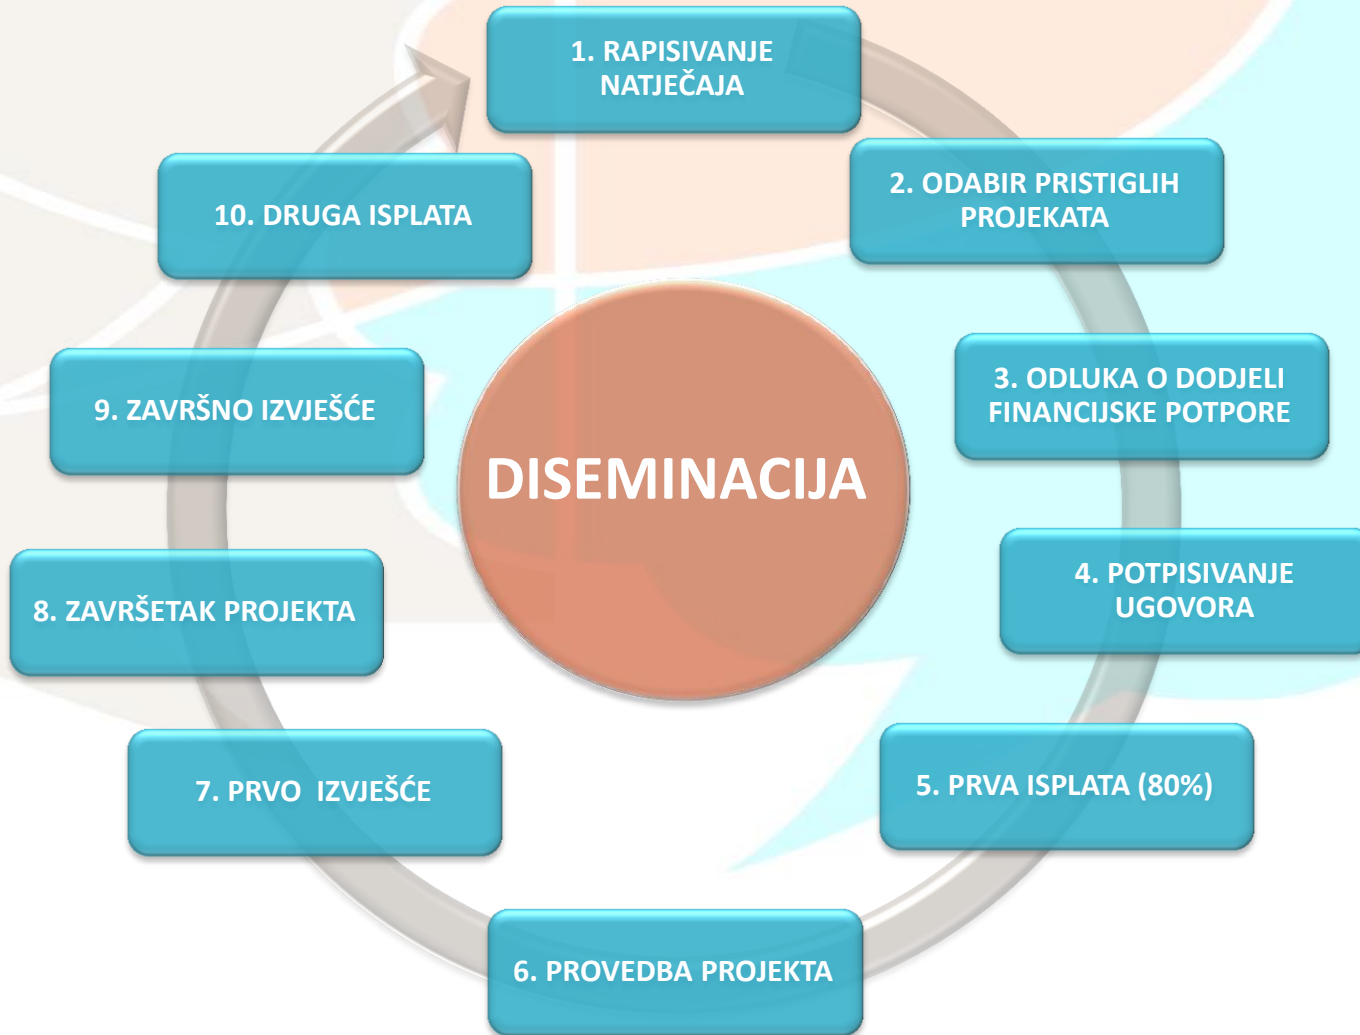 1. RAPISIVANJE
NATJEČAJA
2. ODABIR PRISTIGLIH
PROJEKATA
3. ODLUKA O DODJELI
FINANCIJSKE POTPORE
4. POTPISIVANJE
UGOVORA
5. PRVA ISPLATA (80%)
6. PROVEDBA PROJEKTA
7. PRVO  IZVJEŠĆE
8. ZAVRŠETAK PROJEKTA
9. ZAVRŠNO IZVJEŠĆE
10. DRUGA ISPLATA
DISEMINACIJA